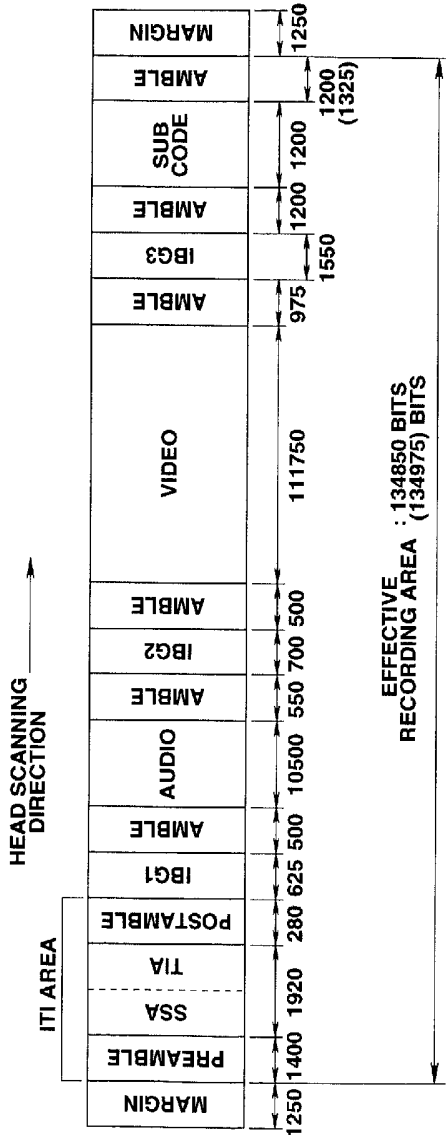 HEAD SCANNING
DIRECTION
ITI AREA
MARGIN
PREAMBLE
SSA
TIA
POSTAMBLE
IBG1
AMBLE
AUDIO
AMBLE
IBG2
AMBLE
VIDEO
AMBLE
IBG3
AMBLE
SUB
CODE
AMBLE
MARGIN
1250
1400
1920
280
625
500
10500
550
700
500
111750
975
1550
1200
1200
1200
(1325)
1250
EFFECTIVE
RECORDING AREA : 134850 BITS
(134975) BITS